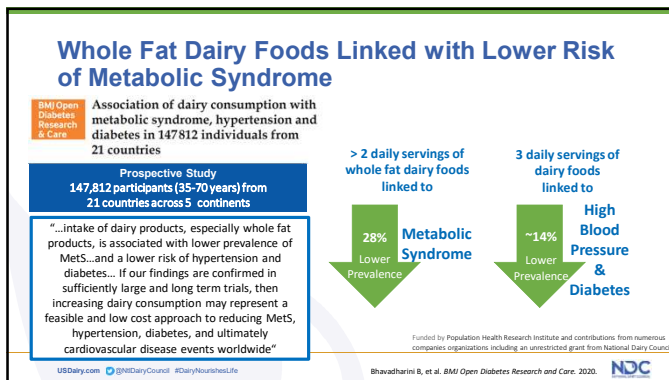 Whole Fat Dairy Foods Linked with Lower Risk
of Metabolic Syndrome
BMJ Open
Diabetes
Research
& Care
Association of dairy consumption with
metabolic syndrome, hypertension and
diabetes in 147812 individuals from
21 countries
Prospective Study
147,812 participants (35-70 years) from
21 countries across 5 continents
"...intake of dairy products, especially whole fat
products, is associated with lower prevalence of
MetS...and a lower risk of hypertension and
diabetes... If our findings are confirmed in
sufficiently large and long term trials, then
increasing dairy consumption may represent a
feasible and low cost approach to reducing MetS,
hypertension, diabetes, and ultimately
cardiovascular disease events worldwide"
> 2 daily servings of
whole fat dairy foods
linked to
28%
Lower
Prevalence
Metabolic
Syndrome
3 daily servings of
dairy foods
linked to
~14%
Lower
Prevalence
High
Blood
Pressure
&
Diabetes
Funded by Population Health Research Institute and contributions from numerous
companies organizations including an unrestricted grant from National Dairy Counc
USDairy.com @NtlDairyCouncil #DairyNourishesLife
Bhavadharini B, et al. BMJ Open Diabetes Research and Care. 2020.
NDC